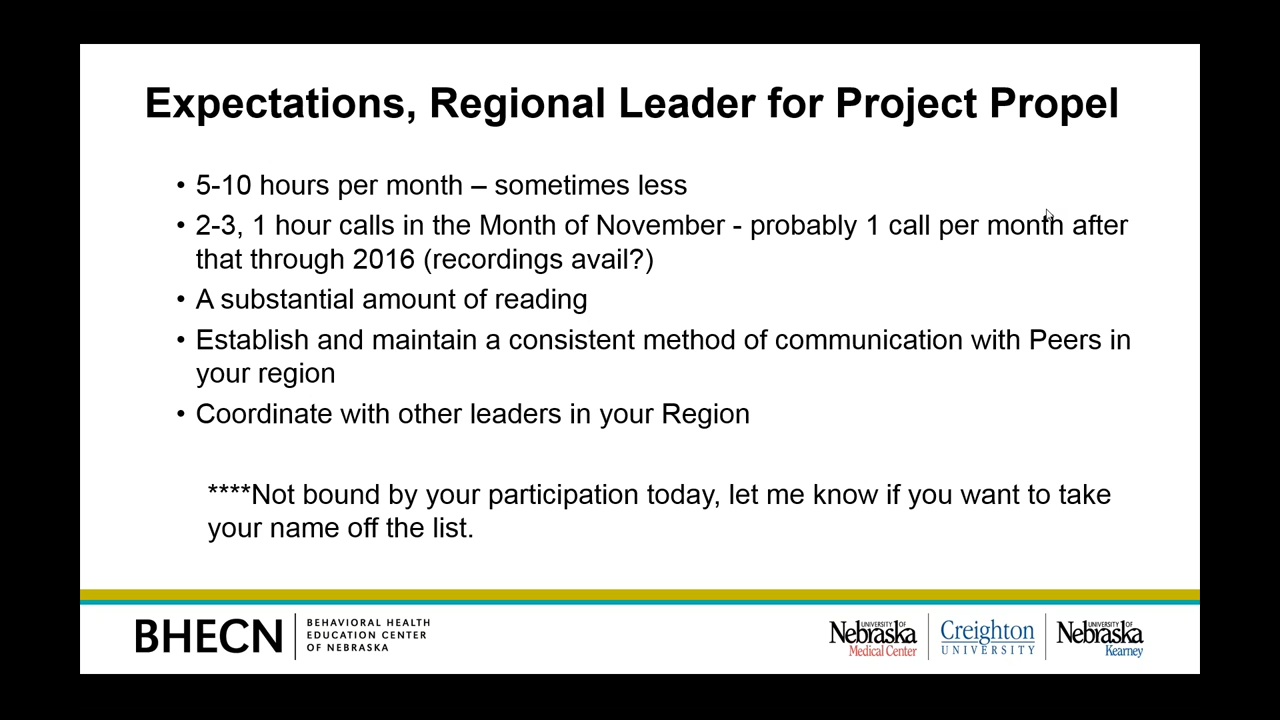 Expectations, Regional Leader for Project Propel
• 5-10 hours per month – sometimes less
• 2-3, 1 hour calls in the Month of November - probably 1 call per month after
that through 2016 (recordings avail?)
• A substantial amount of reading
• Establish and maintain a consistent method of communication with Peers in
your region
• Coordinate with other leaders in your Region
****Not bound by your participation today, let me know if you want to take
your name off the list.
BHECN
BEHAVIORAL HEALTH
EDUCATION CENTER
OF NEBRASKA
UNIVERSITY OF
Nebraska
Medical Center
Creighton
UNIVERSITY
UNIVERSITY OF
Nebraska
Kearney